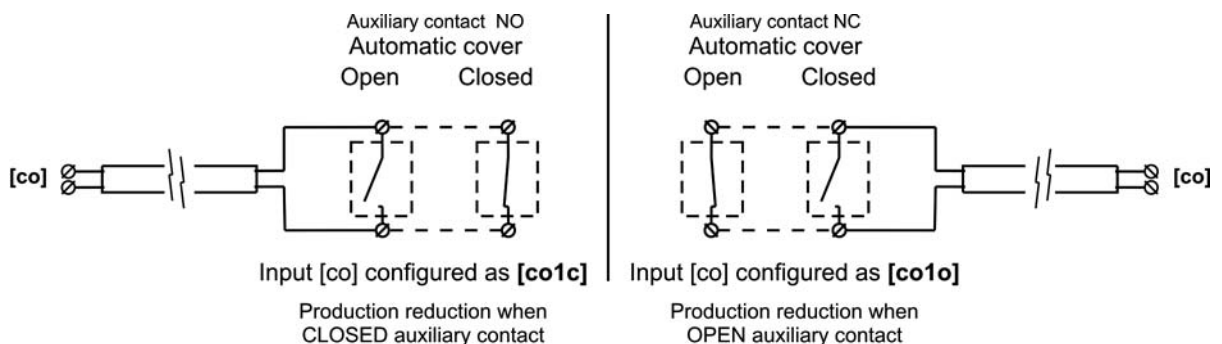 Auxiliary contact NO
Automatic cover
Open Closed
[co]
Input [co] configured as [co1c]
Production reduction when
CLOSED auxiliary contact
Auxiliary contact NC
Automatic cover
Open Closed
[co]
Input [co] configured as [co1o]
Production reduction when
OPEN auxiliary contact